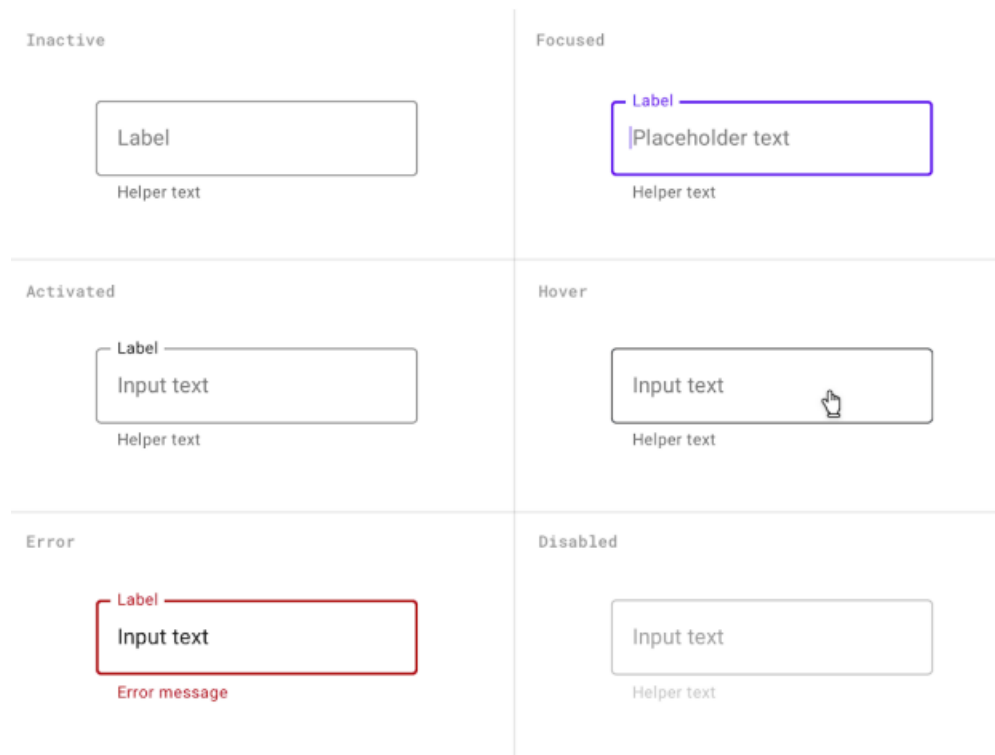 Inactive
Label
Helper text
Focused
Label
Placeholder text
Helper text
Activated
Label
Input text
Helper text
Hover
Input text
Helper text
Error
Label
Input text
Error message
Disabled
Input text
Helper text